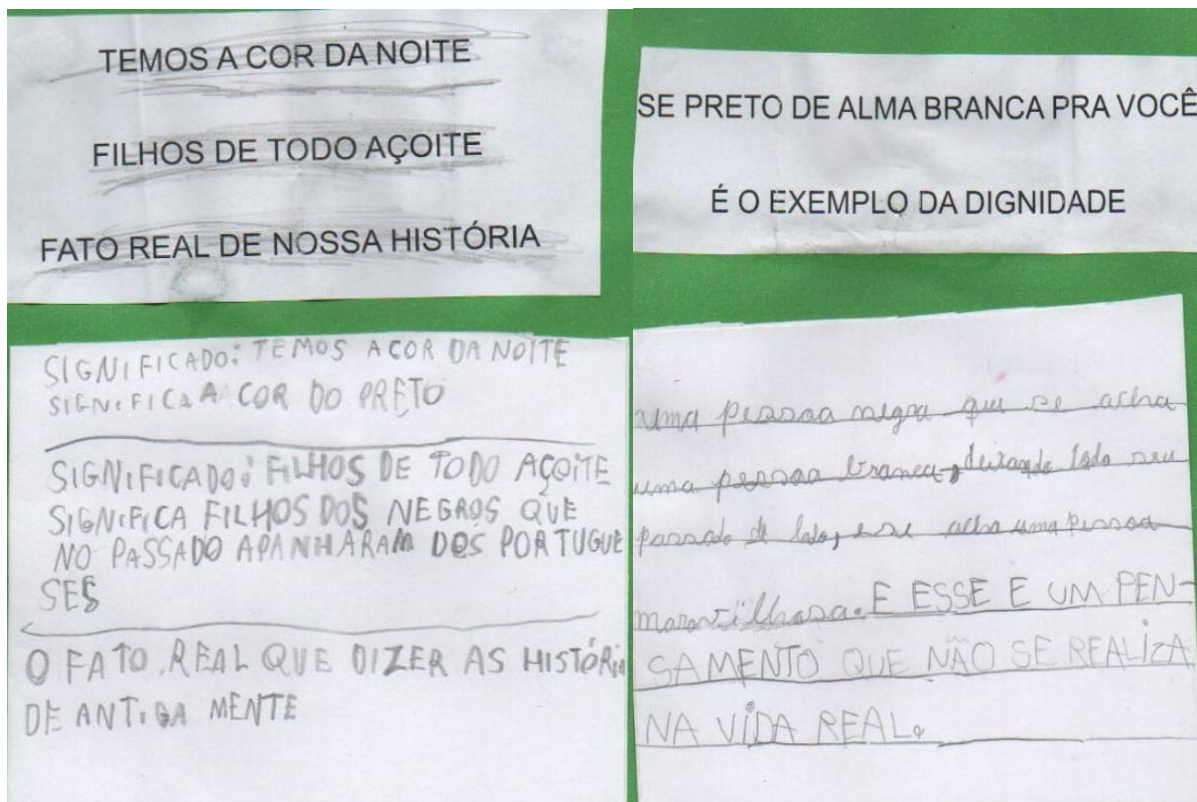 TEMOS A COR DA NOITE
FILHOS DE TODO AÇOITE
FATO REAL DE NOSSA HISTÓRIA
SIGNIFICADO: TEMOS A COR DA NOITE
SIGNIFICA A COR DO PRETO
SIGNIFICADO: FILHOS DE TODO AÇOITE
SIGNIFICA FILHOS DOS NEGROS QUE
NO PASSADO APANHARAM DOS PORTUGUE
SES
O FATO REAL QUE DIZER AS HISTÓRIA
DE ANTIGA MENTE
SE PRETO DE ALMA BRANCA PRA VOCÊ
É O EXEMPLO DA DIGNIDADE
uma pessoa negra que se acha
uma pessoa branca, deixando todo seu
passado de lado, e se acha uma pessoa
maravilhosa. E ESSE E UM PEN-
SAMENTO QUE NÃO SE REALIZA
NA VIDA REAL.